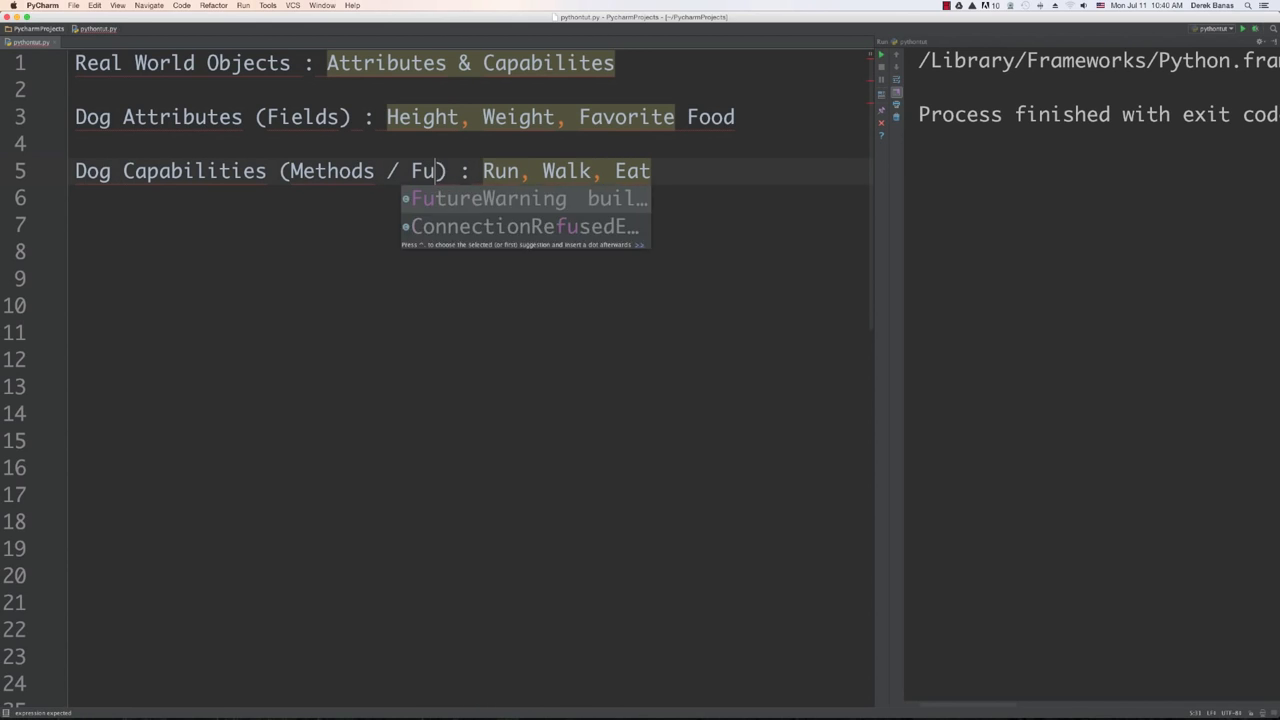 PyCharm File Edit View Navigate Code Refactor Run Tools VCS Window Help 10 Mon Jul 11 10:40 AM Derek Banas
pythontut.py - PycharmProjects - [~/PycharmProjects]
PycharmProjects pythontut.py pythontut
pythontut.py Run pythontut
1 Real World Objects : Attributes & Capabilites
/Library/Frameworks/Python.fra
2
3 Dog Attributes (Fields) : Height, Weight, Favorite Food
Process finished with exit cod
4
5 Dog Capabilities (Methods / Fu) : Run, Walk, Eat
6 FutureWarning buil...
7 ConnectionRefusedE...
Press ^. to choose the selected (or first) suggestion and insert a dot afterwards >>
8
9
10
11
12
13
14
15
16
17
18
19
20
21
22
23
24
25
expression expected 5:31 LF÷ UTF-8÷